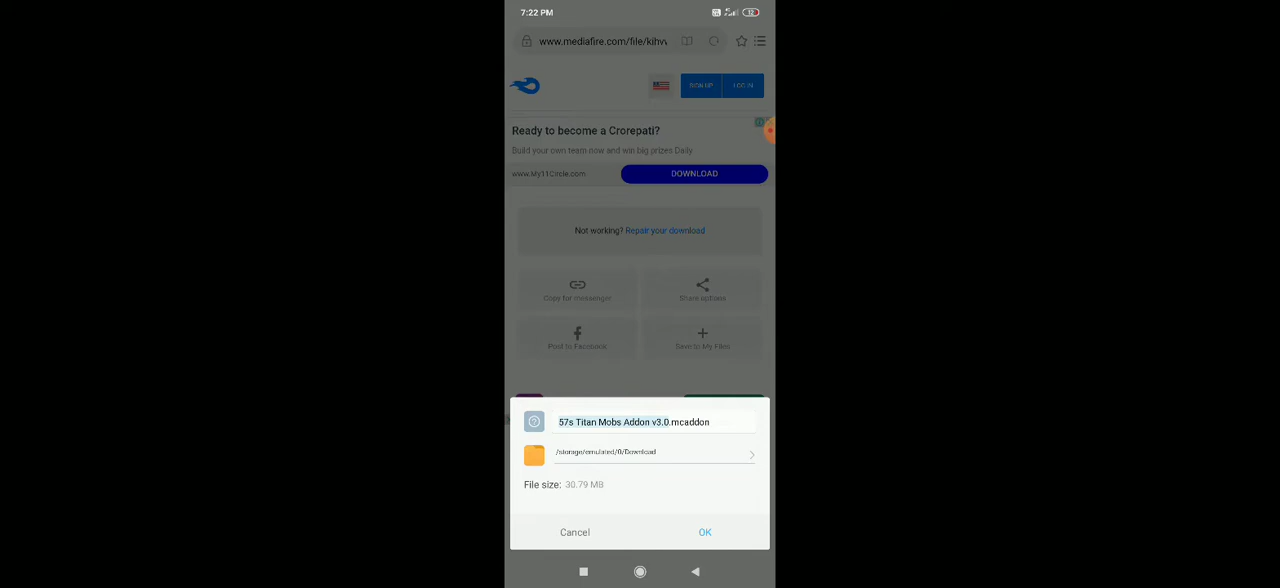 7:22 PM
12
www.mediafire.com/file/kihvv
SIGN UP
LOG IN
Ready to become a Crorepati?
Build your own team now and win big prizes Daily
www.My11Circle.com
DOWNLOAD
Not working? Repair your download
Copy for messenger
Share options
Post to Facebook
Save to My Files
57s Titan Mobs Addon v3.0.mcaddon
/storage/emulated/0/Download
File size: 30.79 MB
Cancel
OK